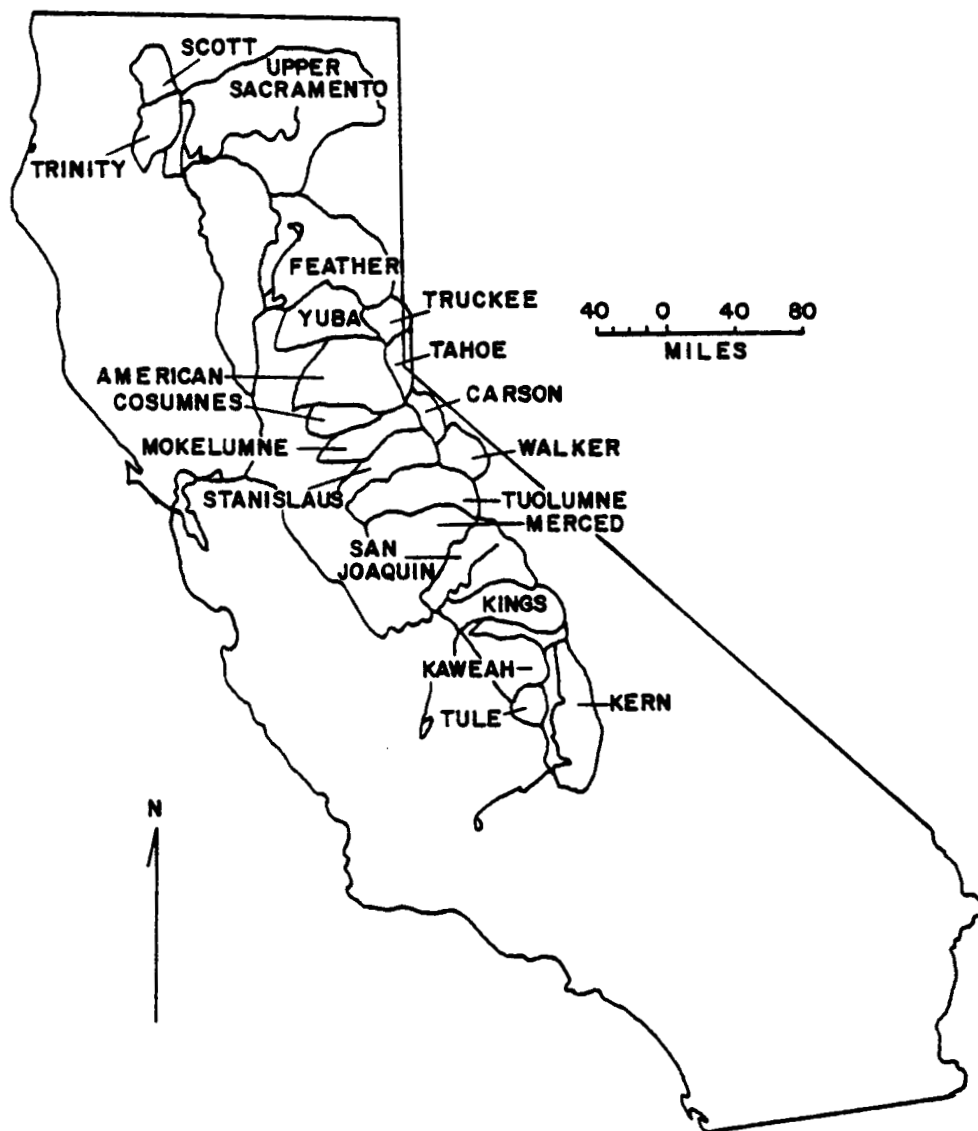 SCOTT
UPPER
SACRAMENTO
TRINITY
FEATHER
YUBA
TRUCKEE
40 0 40 80
MILES
TAHOE
AMERICAN
CARSON
COSUMNES
MOKELUMNE
WALKER
STANISLAUS
TUOLUMNE
MERCED
SAN
JOAQUIN
KINGS
KAWEAH
TULE
KERN
N